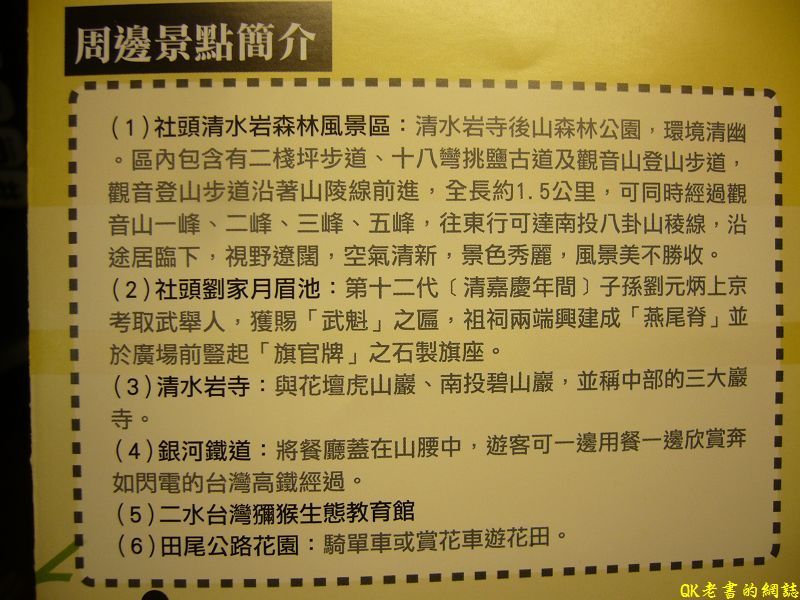 周邊景點簡介
(1)社頭清水岩森林風景區：清水岩寺後山森林公園，環境清幽
。區內包含有二棧坪步道、十八彎挑鹽古道及觀音山登山步道，
觀音登山步道沿著山陵線前進，全長約1.5公里，可同時經過觀
音山一峰、二峰、三峰、五峰，往東行可達南投八卦山稜線，沿
途居臨下，視野遼闊，空氣清新，景色秀麗，風景美不勝收。
(2)社頭劉家月眉池：第十二代〔清嘉慶年間〕子孫劉元炳上京
考取武舉人，獲賜「武魁」之匾，祖祠兩端興建成「燕尾脊」並
於廣場前豎起「旗官牌」之石製旗座。
(3)清水岩寺：與花壇虎山巖、南投碧山巖，並稱中部的三大巖
寺。
(4)銀河鐵道：將餐廳蓋在山腰中，遊客可一邊用餐一邊欣賞奔
如閃電的台灣高鐵經過。
(5)二水台灣獼猴生態教育館
(6)田尾公路花園：騎單車或賞花車遊花田。
QK老書的網誌